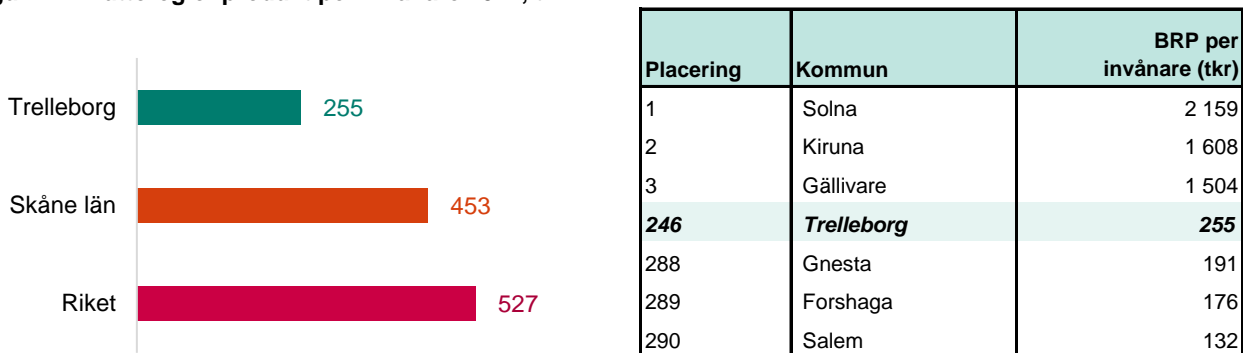 Trelleborg 255
Skåne län 453
Riket 527
Placering Kommun BRP per invånare (tkr)
1 Solna 2 159
2 Kiruna 1 608
3 Gällivare 1 504
246 Trelleborg 255
288 Gnesta 191
289 Forshaga 176
290 Salem 132